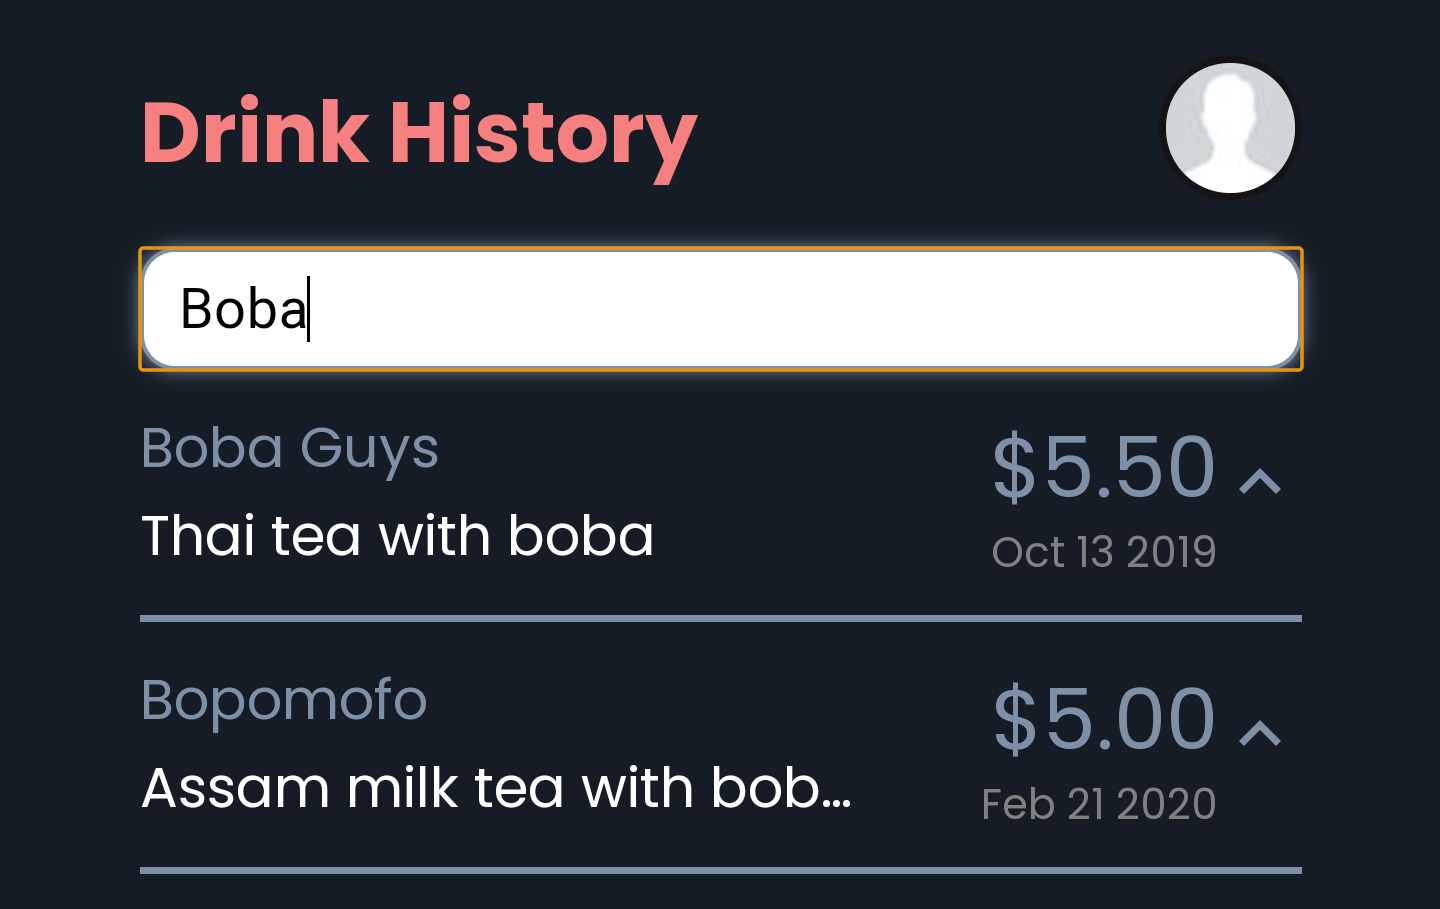 Drink History
Boba
Boba Guys
$5.50
Thai tea with boba
Oct 13 2019
Bopomofo
$5.00
Assam milk tea with bob...
Feb 21 2020